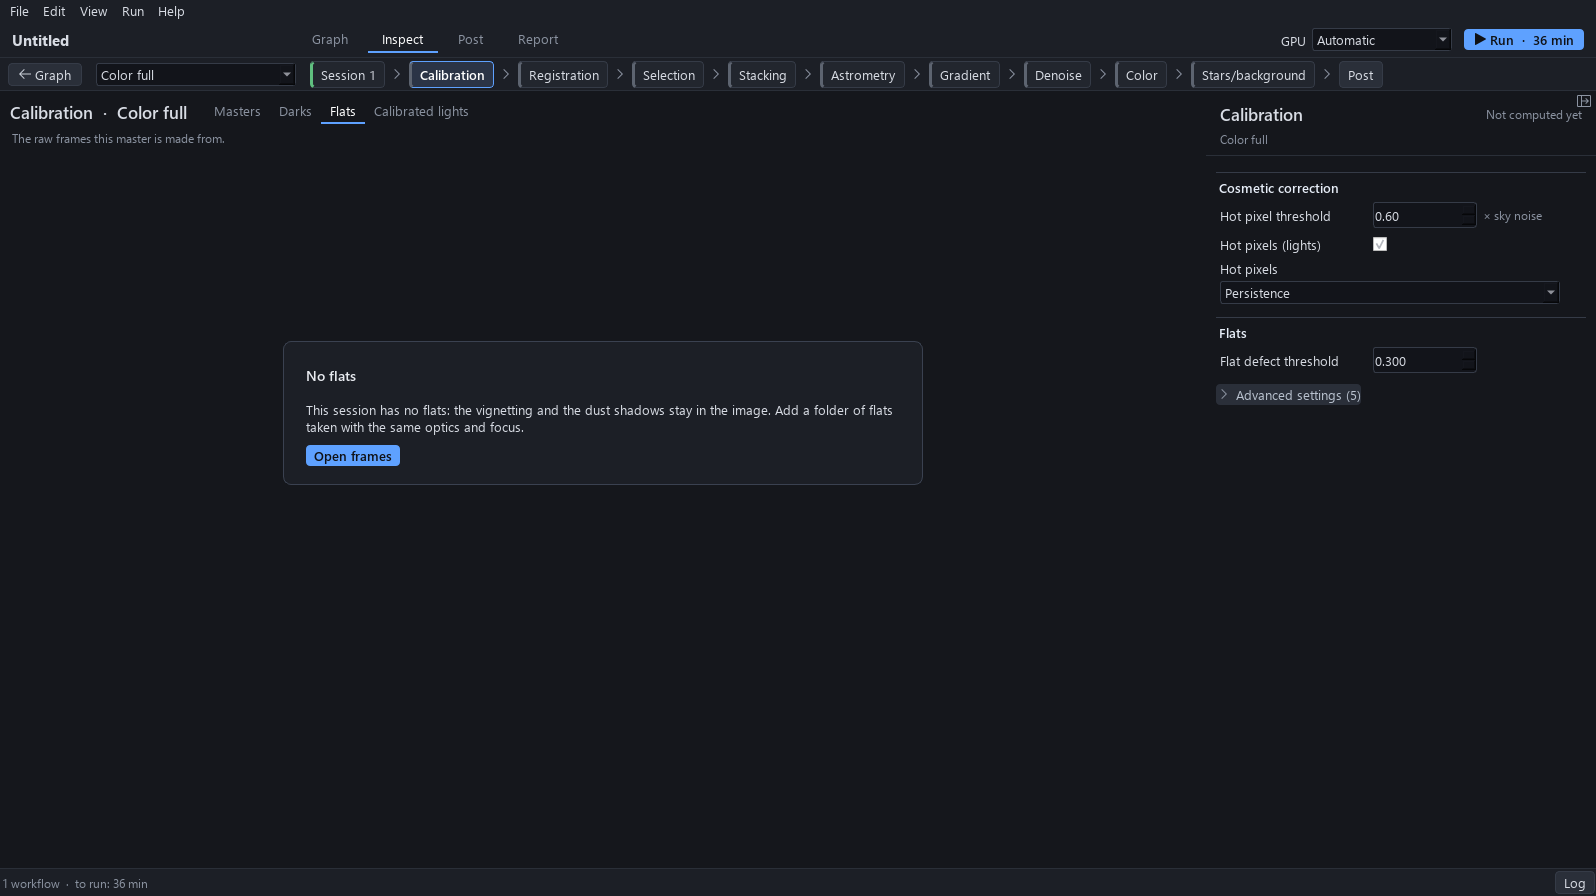 File Edit View Run Help
Untitled
Graph Inspect Post Report
GPU Automatic
Run · 36 min
Graph
Color full
Session 1
Calibration
Registration
Selection
Stacking
Astrometry
Gradient
Denoise
Color
Stars/background
Post
Calibration · Color full
Masters Darks Flats Calibrated lights
The raw frames this master is made from.
No flats
This session has no flats: the vignetting and the dust shadows stay in the image. Add a folder of flats
taken with the same optics and focus.
Open frames
Calibration
Not computed yet
Color full
Cosmetic correction
Hot pixel threshold 0.60 × sky noise
Hot pixels (lights)
Hot pixels
Persistence
Flats
Flat defect threshold 0.300
Advanced settings (5)
1 workflow · to run: 36 min
Log